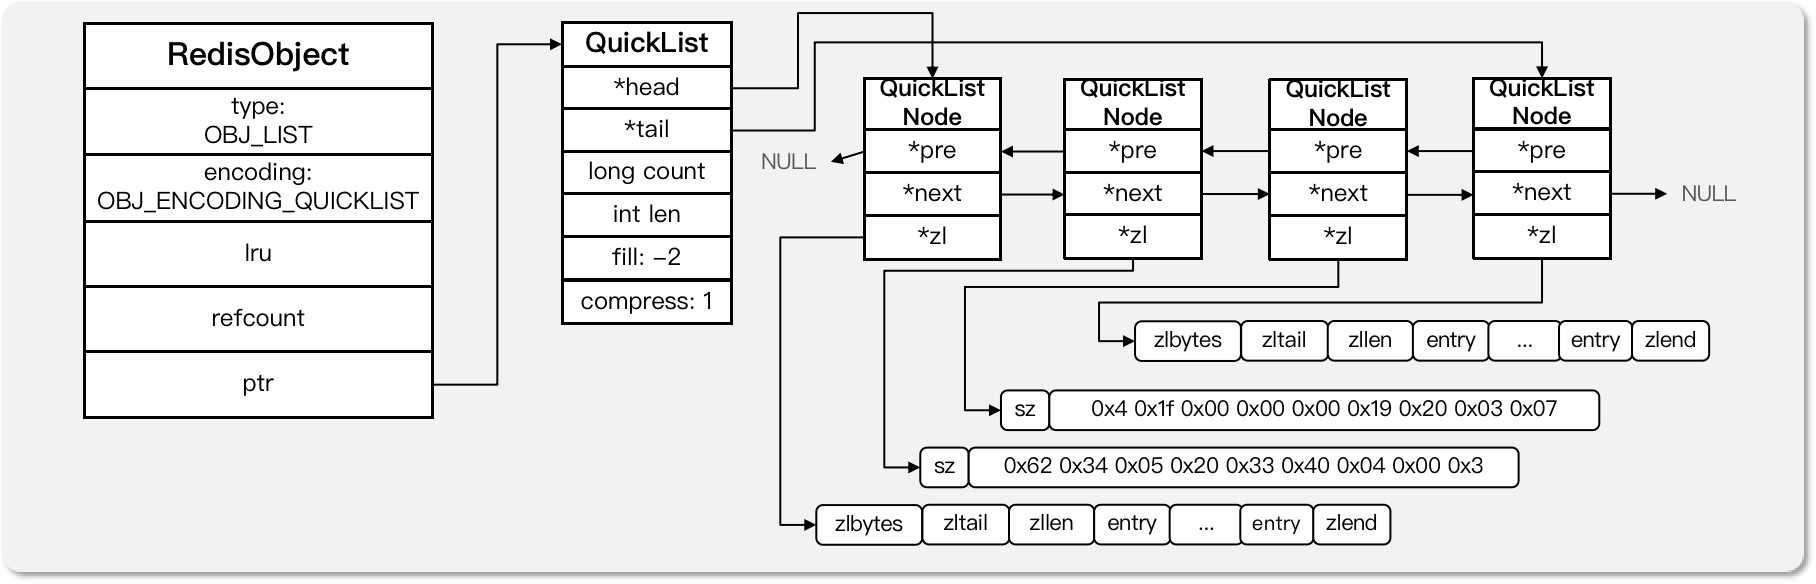 RedisObject
type:
OBJ_LIST
encoding:
OBJ_ENCODING_QUICKLIST
lru
refcount
ptr
QuickList
*head
*tail
long count
int len
fill: -2
compress: 1
NULL
QuickList
Node
*pre
*next
*zl
QuickList
Node
*pre
*next
*zl
QuickList
Node
*pre
*next
*zl
QuickList
Node
*pre
*next
*zl
NULL
zlbytes zltail zllen entry ... entry zlend
sz 0x4 0x1f 0x00 0x00 0x00 0x19 0x20 0x03 0x07
sz 0x62 0x34 0x05 0x20 0x33 0x40 0x04 0x00 0x3
zlbytes zltail zllen entry ... entry zlend